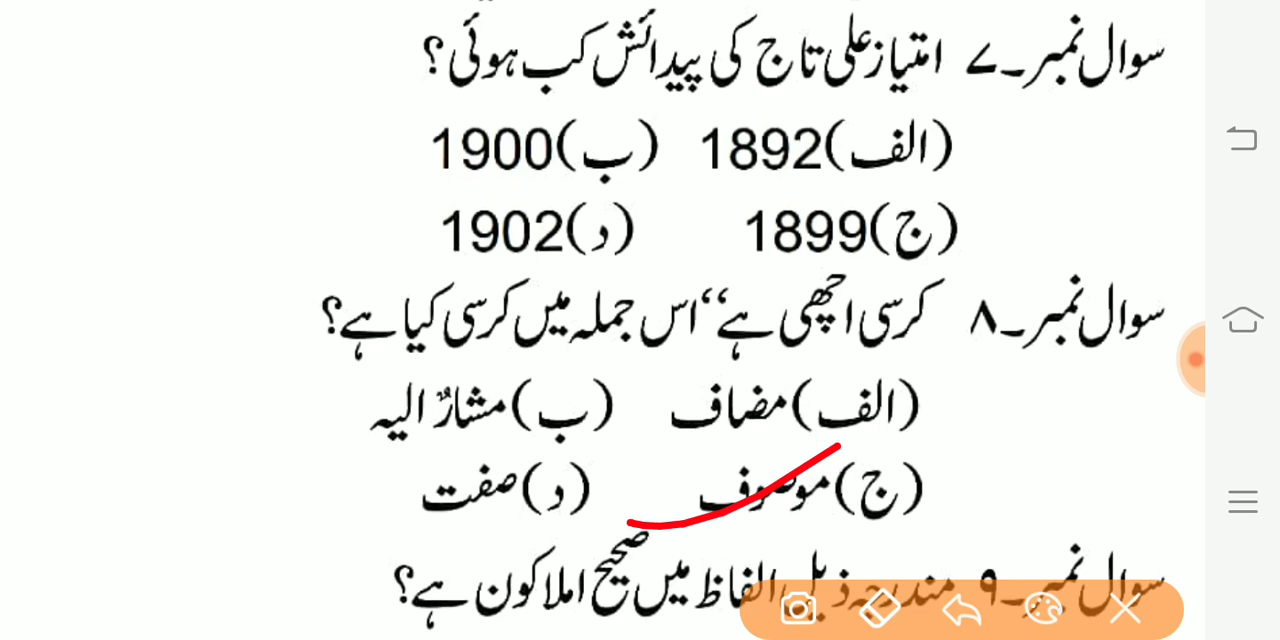 سوال نمبر۔۷ امتیاز علی تاج کی پیدائش کب ہوئی؟
(الف)1892 (ب)1900
(ج)1899 (د)1902
سوال نمبر۔۸ کرسی اچھی ہے‘‘اس جملہ میں کرسی کیا ہے؟
(الف)مضاف (ب)مشارٌ الیہ
(ج)موصوف (د)صفت
سوال نمبر۔۹ مندرجہ ذیل الفاظ میں صحیح املا کون ہے؟